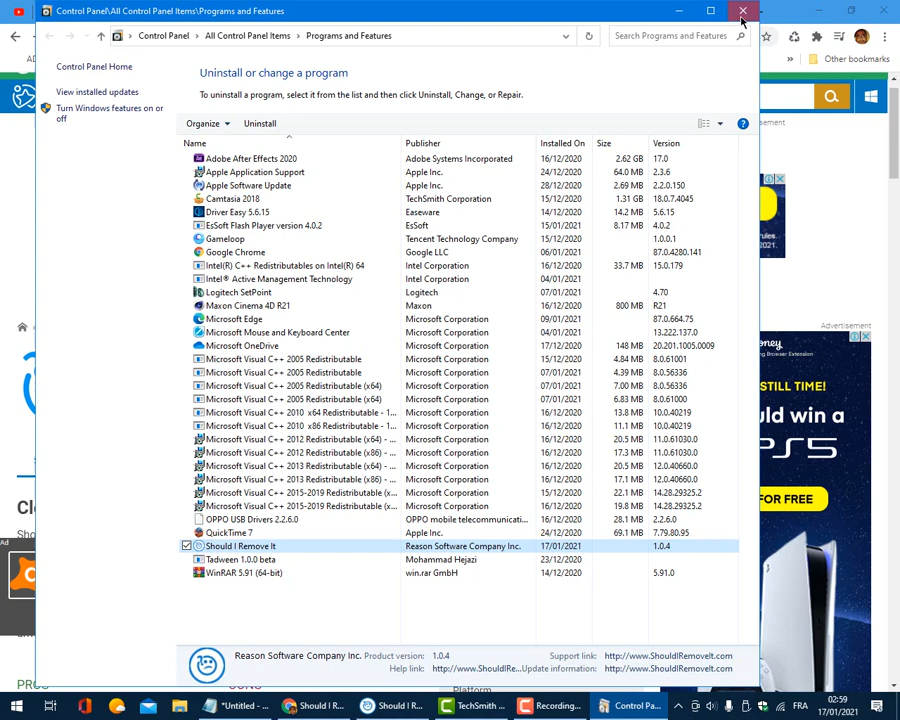 Control Panel\All Control Panel Items\Programs and Features
Control Panel
All Control Panel Items
Programs and Features
Search Programs and Features
Other bookmarks
Control Panel Home
View installed updates
Turn Windows features on or
off
Uninstall or change a program
To uninstall a program, select it from the list and then click Uninstall, Change, or Repair.
Organize
Uninstall
Name Publisher Installed On Size Version
Adobe After Effects 2020 Adobe Systems Incorporated 16/12/2020 2.62 GB 17.0
Apple Application Support Apple Inc. 24/12/2020 64.0 MB 2.3.6
Apple Software Update Apple Inc. 28/12/2020 2.69 MB 2.2.0.150
Camtasia 2018 TechSmith Corporation 15/12/2020 1.31 GB 18.0.7.4045
Driver Easy 5.6.15 Easeware 14/12/2020 14.2 MB 5.6.15
EsSoft Flash Player version 4.0.2 EsSoft 15/01/2021 8.17 MB 4.0.2
Gameloop Tencent Technology Company 16/12/2020 1.0.0.1
Google Chrome Google LLC 06/01/2021 87.0.4280.141
Intel(R) C++ Redistributables on Intel(R) 64 Intel Corporation 16/12/2020 33.7 MB 15.0.179
Intel® Active Management Technology Intel Corporation 04/01/2021
Logitech SetPoint Logitech 07/01/2021 4.70
Maxon Cinema 4D R21 Maxon 16/12/2020 800 MB R21
Microsoft Edge Microsoft Corporation 09/01/2021 87.0.664.75
Microsoft Mouse and Keyboard Center Microsoft Corporation 04/01/2021 13.222.137.0
Microsoft OneDrive Microsoft Corporation 17/12/2020 148 MB 20.201.1005.0009
Microsoft Visual C++ 2005 Redistributable Microsoft Corporation 15/12/2020 4.84 MB 8.0.61001
Microsoft Visual C++ 2005 Redistributable Microsoft Corporation 07/01/2021 4.39 MB 8.0.56336
Microsoft Visual C++ 2005 Redistributable (x64) Microsoft Corporation 07/01/2021 7.00 MB 8.0.56336
Microsoft Visual C++ 2005 Redistributable (x64) Microsoft Corporation 07/01/2021 6.83 MB 8.0.61000
Microsoft Visual C++ 2010 x64 Redistributable - 1... Microsoft Corporation 16/12/2020 13.8 MB 10.0.40219
Microsoft Visual C++ 2010 x86 Redistributable - 1... Microsoft Corporation 16/12/2020 11.1 MB 10.0.40219
Microsoft Visual C++ 2012 Redistributable (x64) - ... Microsoft Corporation 16/12/2020 20.5 MB 11.0.61030.0
Microsoft Visual C++ 2012 Redistributable (x86) - ... Microsoft Corporation 16/12/2020 17.3 MB 11.0.61030.0
Microsoft Visual C++ 2013 Redistributable (x64) - ... Microsoft Corporation 16/12/2020 20.5 MB 12.0.40660.0
Microsoft Visual C++ 2013 Redistributable (x86) - ... Microsoft Corporation 16/12/2020 17.1 MB 12.0.40660.0
Microsoft Visual C++ 2015-2019 Redistributable (x... Microsoft Corporation 15/12/2020 22.1 MB 14.28.29325.2
Microsoft Visual C++ 2015-2019 Redistributable (x... Microsoft Corporation 16/12/2020 19.8 MB 14.28.29325.2
OPPO USB Drivers 2.2.6.0 OPPO mobile telecommunicati... 16/12/2020 28.1 MB 2.2.6.0
QuickTime 7 Apple Inc. 24/12/2020 69.1 MB 7.79.80.95
Should I Remove It Reason Software Company Inc. 17/01/2021 1.0.4
Tadween 1.0.0 beta Mohammad Hejazi 23/12/2020
WinRAR 5.91 (64-bit) win.rar GmbH 14/12/2020 5.91.0
Reason Software Company Inc. Product version: 1.0.4 Support link: http://www.ShouldIRemoveIt.com
Help link: http://www.ShouldIRe... Update information: http://www.ShouldIRemoveIt.com
rules.
2021.
Advertisement
ing Browser Extension
STILL TIME!
uld win a
PS5
FOR FREE
Ad
Platform
*Untitled - ...
Should I R...
Should I R...
TechSmith ...
Recording...
Control Pa...
FRA
02:59
17/01/2021